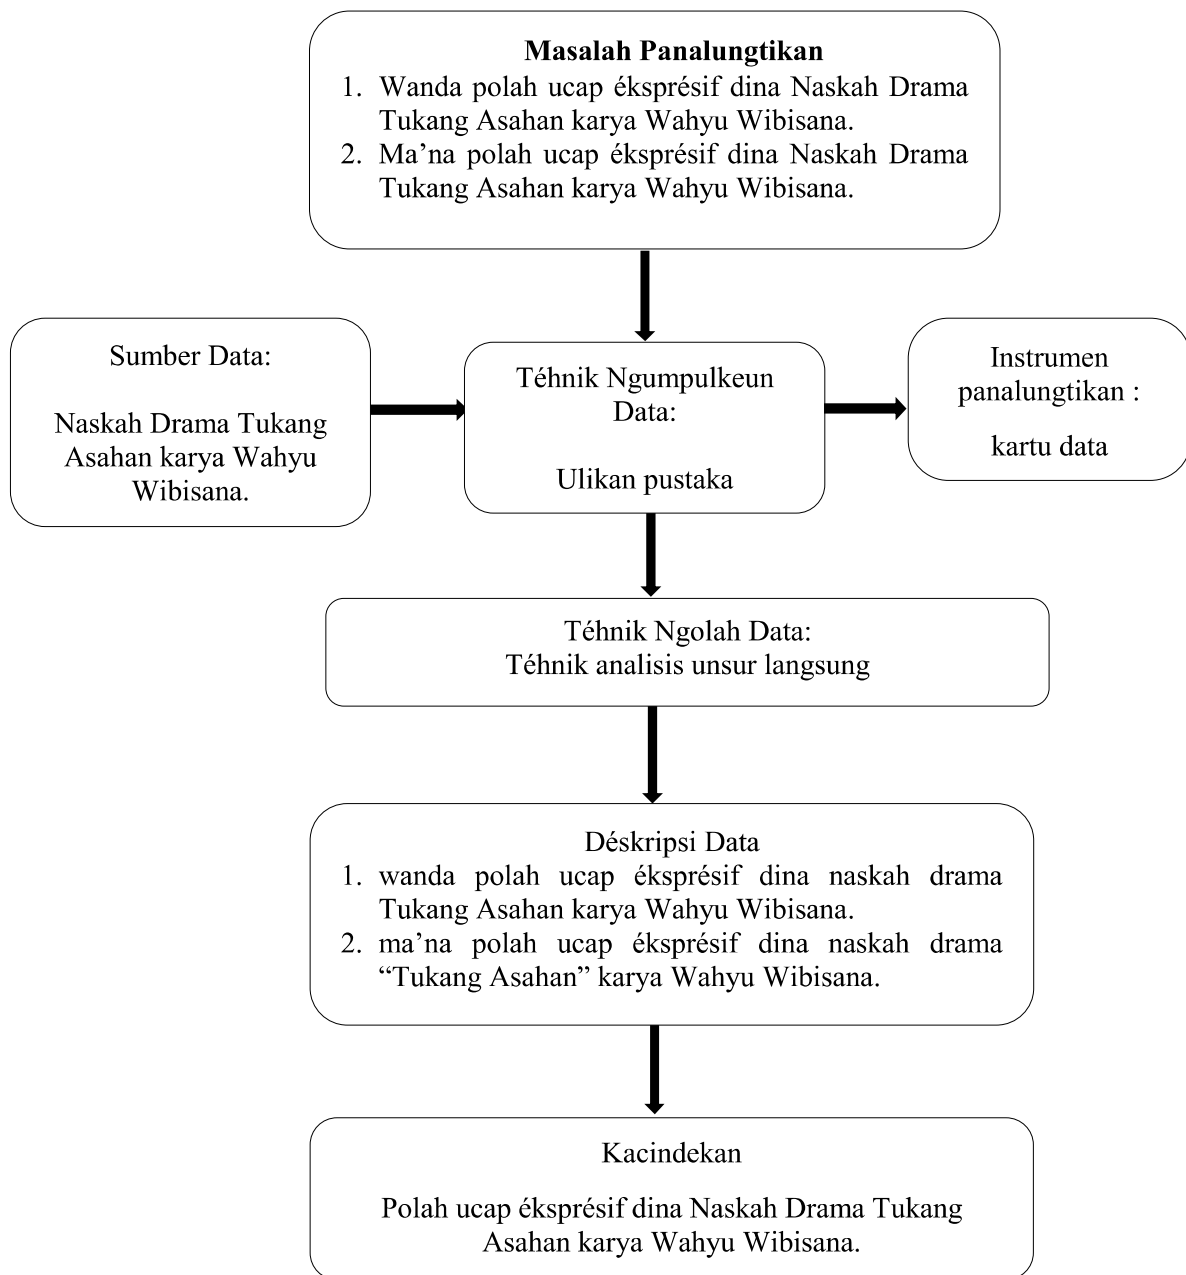 Masalah Panalungtikan
1. Wanda polah ucap éksprésif dina Naskah Drama
Tukang Asahan karya Wahyu Wibisana.
2. Ma’na polah ucap éksprésif dina Naskah Drama
Tukang Asahan karya Wahyu Wibisana.
Sumber Data:
Naskah Drama Tukang
Asahan karya Wahyu
Wibisana.
Téhnik Ngumpulkeun
Data:
Ulikan pustaka
Instrumen
panalungtikan :
kartu data
Téhnik Ngolah Data:
Téhnik analisis unsur langsung
Déskripsi Data
1. wanda polah ucap éksprésif dina naskah drama
Tukang Asahan karya Wahyu Wibisana.
2. ma’na polah ucap éksprésif dina naskah drama
“Tukang Asahan” karya Wahyu Wibisana.
Kacindekan
Polah ucap éksprésif dina Naskah Drama Tukang
Asahan karya Wahyu Wibisana.